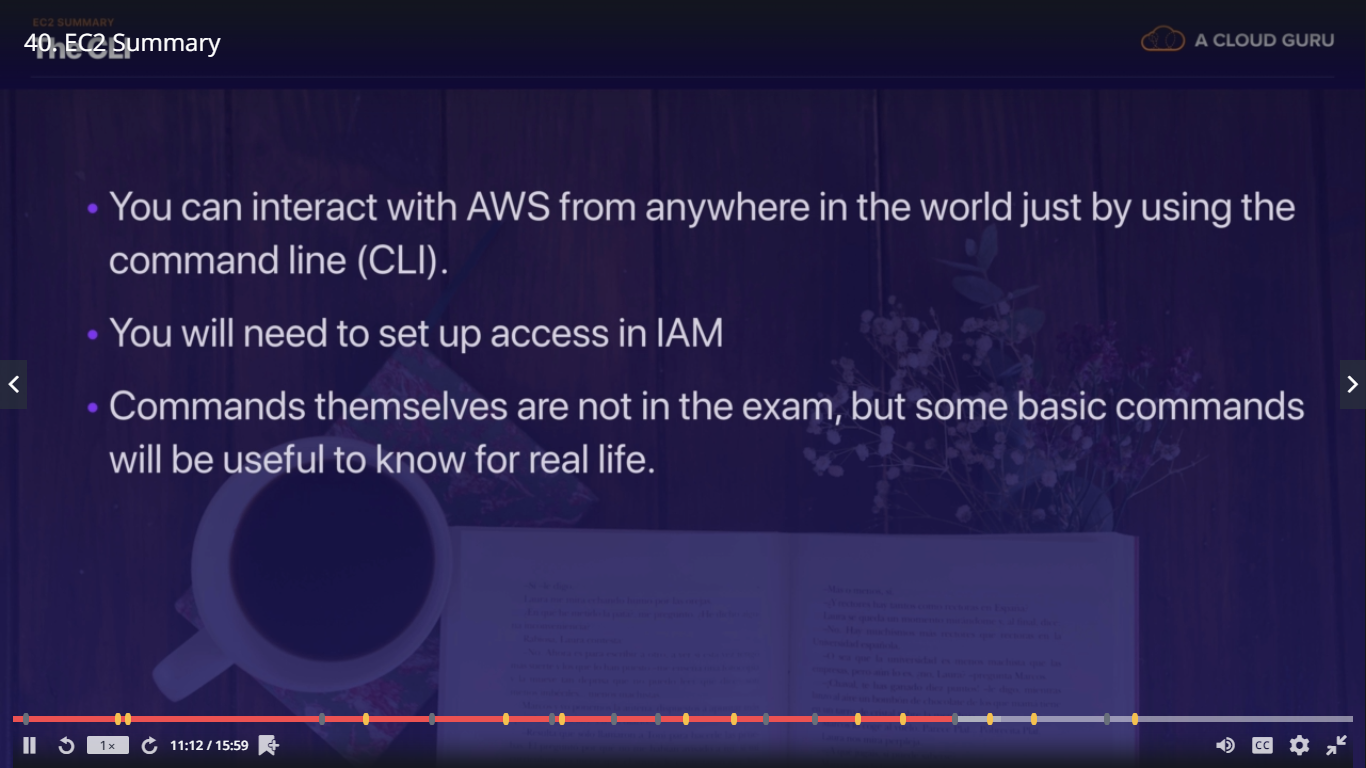 EC2 SUMMARY
The CLI
40. EC2 Summary
A CLOUD GURU
You can interact with AWS from anywhere in the world just by using the
command line (CLI).
You will need to set up access in IAM
Commands themselves are not in the exam, but some basic commands
will be useful to know for real life.
1×
11:12 / 15:59
CC